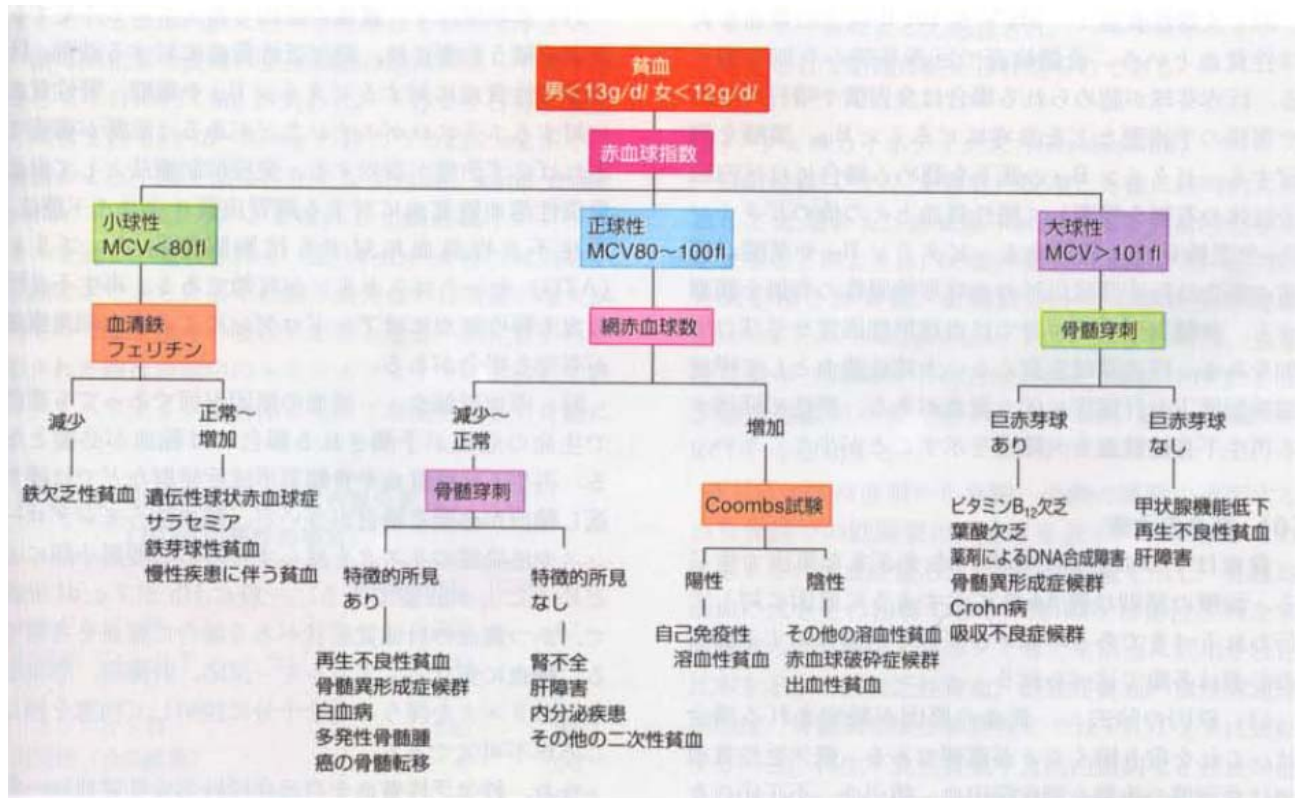 貧血
男<13g/d/ 女<12g/d/
赤血球指数
小球性
MCV<80fl
正球性
MCV80〜100fl
大球性
MCV>101fl
血清鉄
フェリチン
網赤血球数
骨髄穿刺
減少
正常〜
増加
減少〜
正常
増加
巨赤芽球
あり
巨赤芽球
なし
鉄欠乏性貧血
遺伝性球状赤血球症
サラセミア
鉄芽球性貧血
慢性疾患に伴う貧血
骨髄穿刺
Coombs試験
ビタミンB₁₂欠乏
葉酸欠乏
薬剤によるDNA合成障害
骨髄異形成症候群
Crohn病
吸収不良症候群
甲状腺機能低下
再生不良性貧血
肝障害
特徴的所見
あり
特徴的所見
なし
陽性
陰性
自己免疫性
溶血性貧血
その他の溶血性貧血
赤血球破砕症候群
出血性貧血
再生不良性貧血
骨髄異形成症候群
白血病
多発性骨髄腫
癌の骨髄転移
腎不全
肝障害
内分泌疾患
その他の二次性貧血